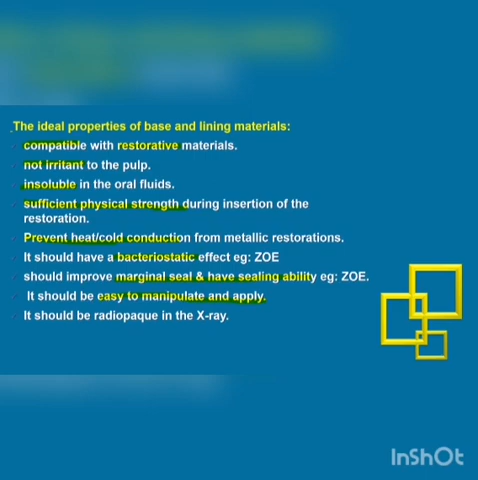 The ideal properties of base and lining materials:
compatible with restorative materials.
not irritant to the pulp.
insoluble in the oral fluids.
sufficient physical strength during insertion of the
restoration.
Prevent heat/cold conduction from metallic restorations.
It should have a bacteriostatic effect eg: ZOE
should improve marginal seal & have sealing ability eg: ZOE.
It should be easy to manipulate and apply.
It should be radiopaque in the X-ray.
InShOt